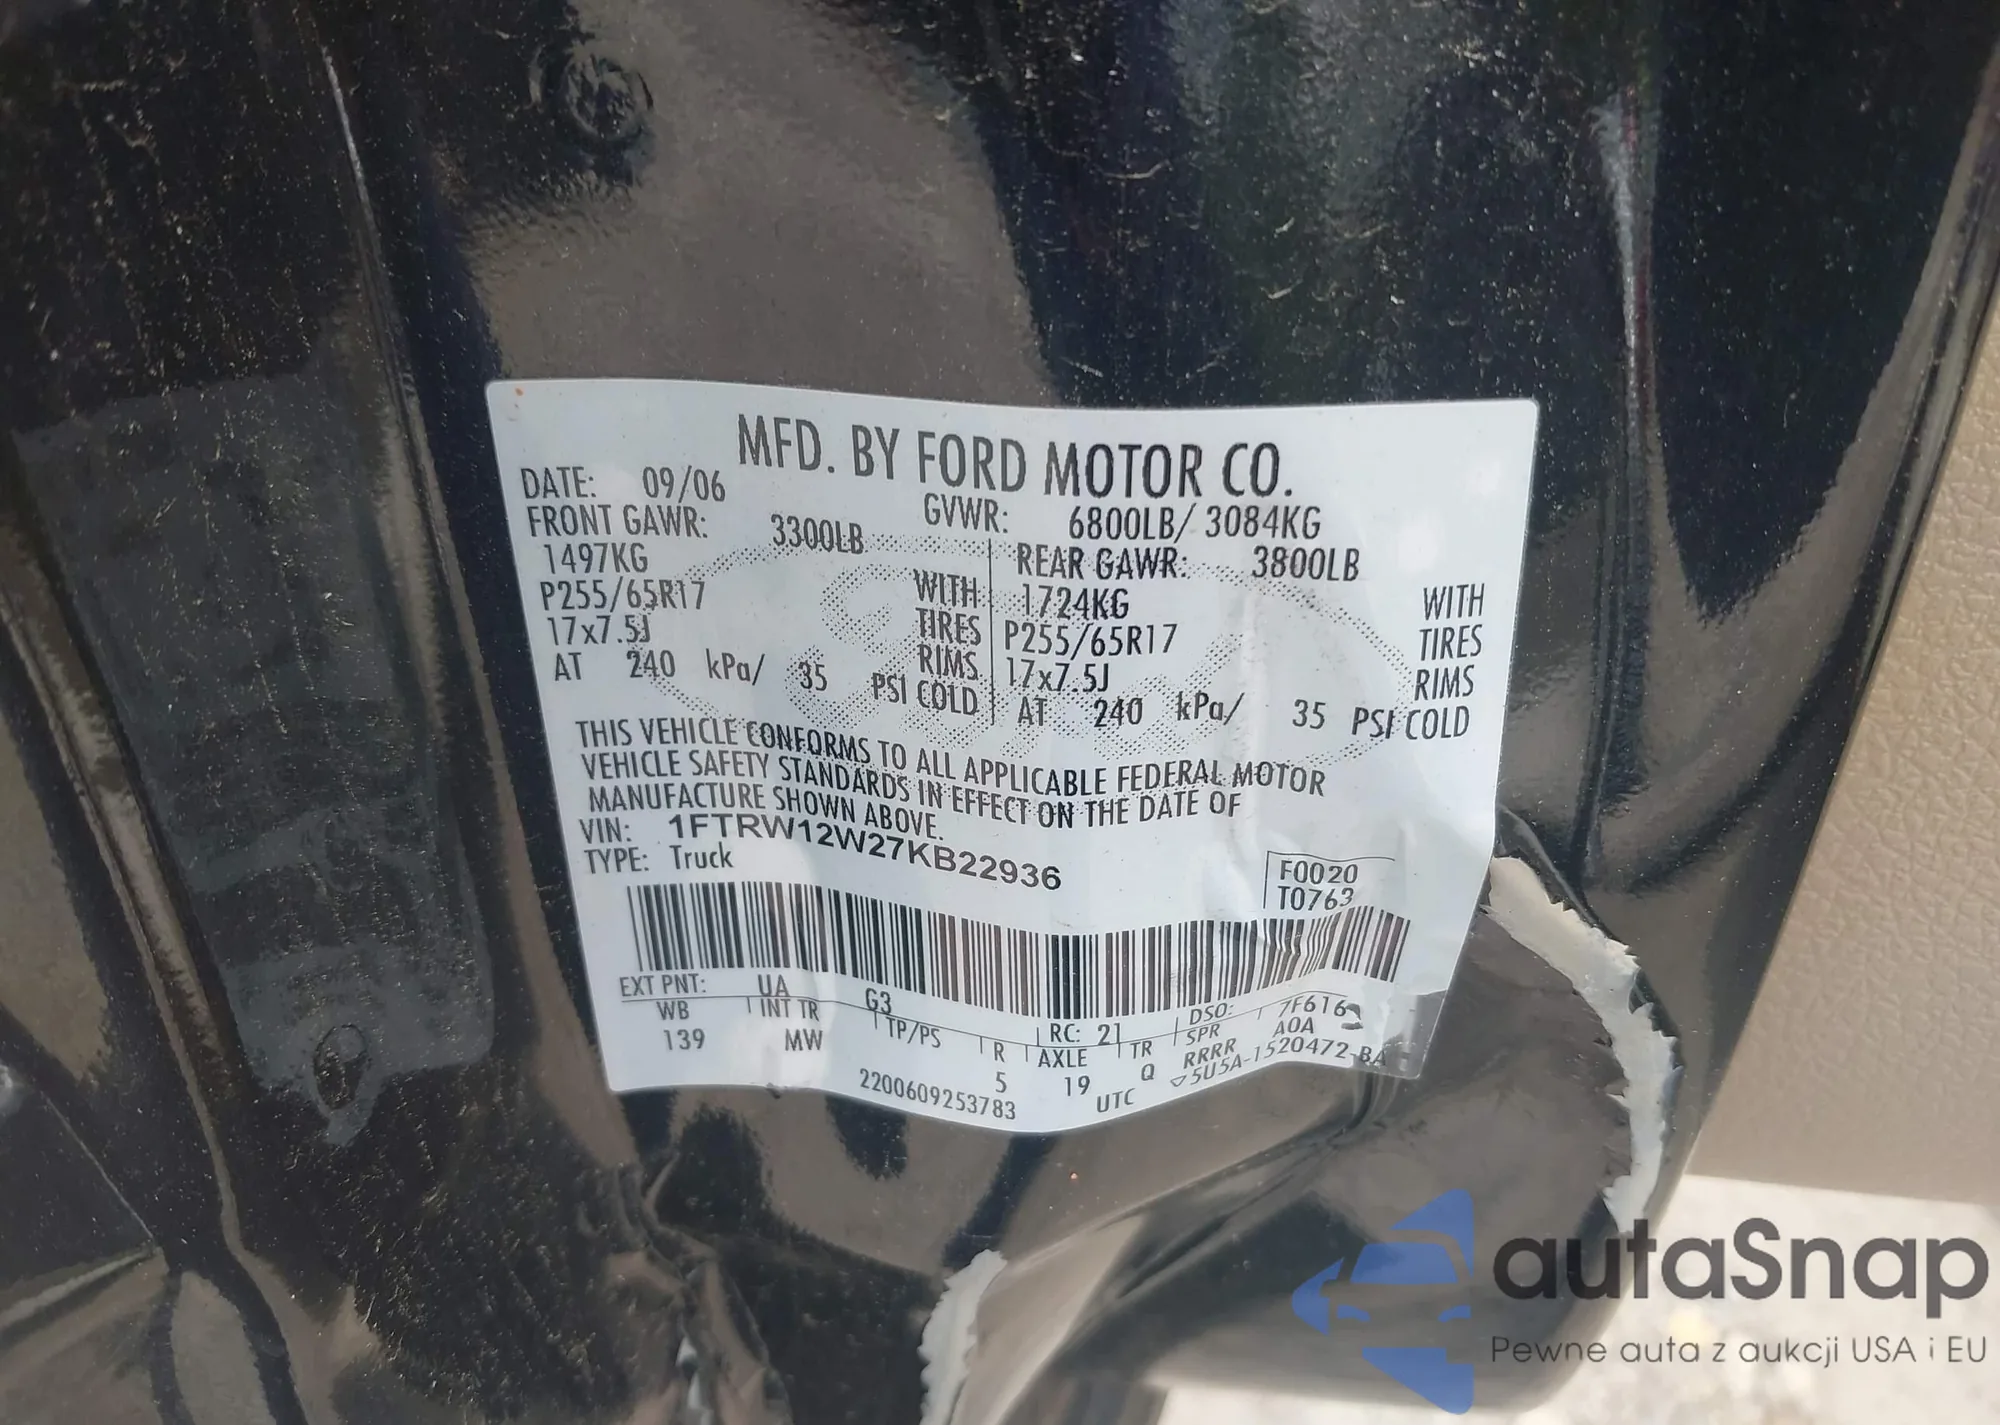 MFD. BY FORD MOTOR CO.
DATE: 09/06 GVWR: 6800LB/ 3084KG
FRONT GAWR: 3300LB REAR GAWR: 3800LB
1497KG WITH 1724KG WITH
P255/65R17 TIRES P255/65R17 TIRES
17x7.5J RIMS 17x7.5J RIMS
AT 240 kPa/ 35 PSI COLD AT 240 kPa/ 35 PSI COLD
THIS VEHICLE CONFORMS TO ALL APPLICABLE FEDERAL MOTOR
VEHICLE SAFETY STANDARDS IN EFFECT ON THE DATE OF
MANUFACTURE SHOWN ABOVE.
VIN: 1FTRW12W27KB22936
TYPE: Truck
F0020
T0763
EXT PNT: UA G3 RC: 21 DSO: 7F616
WB INT TR TP/PS R AXLE TR SPR A0A
139 MW 5 19 Q RRRR
2200609253783 UTC ▽5U5A-1520472-BA
autaSnap
Pewne auta z aukcji USA i EU